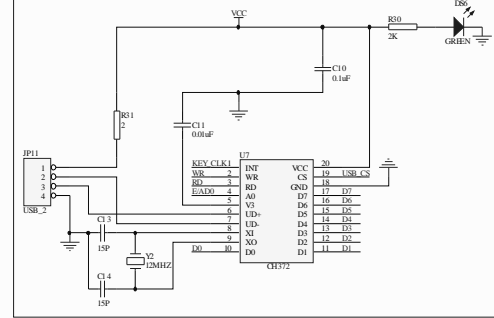 DS6
VCC
R30
2K
GREEN
C10
0.1uF
R31
2
C11
0.01uF
U7
JP11
1
2
3
4
USB_2
KEY_CLK 1 INT VCC 20
WR 2 WR CS 19 USB_CS
RD 3 RD GND 18
E/AD0 4 A0 D7 17 D7
5 V3 D6 16 D6
6 UD+ D5 15 D5
7 UD- D4 14 D4
8 XI D3 13 D3
9 XO D2 12 D2
D0 10 D0 D1 11 D1
CH372
C13
15P
Y2
12MHZ
C14
15P